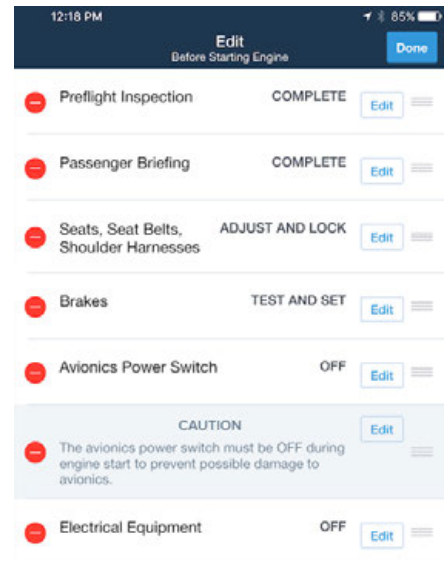 12:18 PM 85%
Edit
Before Starting Engine
Done
Preflight Inspection COMPLETE Edit
Passenger Briefing COMPLETE Edit
Seats, Seat Belts, ADJUST AND LOCK Edit
Shoulder Harnesses
Brakes TEST AND SET Edit
Avionics Power Switch OFF Edit
CAUTION Edit
The avionics power switch must be OFF during
engine start to prevent possible damage to
avionics.
Electrical Equipment OFF Edit